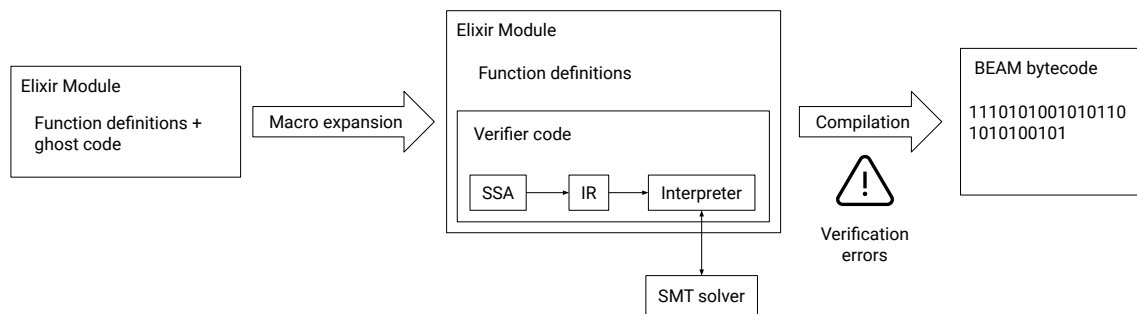 Elixir Module
Function definitions +
ghost code
Macro expansion
Elixir Module
Function definitions
Verifier code
SSA
IR
Interpreter
SMT solver
Compilation
Verification
errors
BEAM bytecode
1110101001010110
1010100101